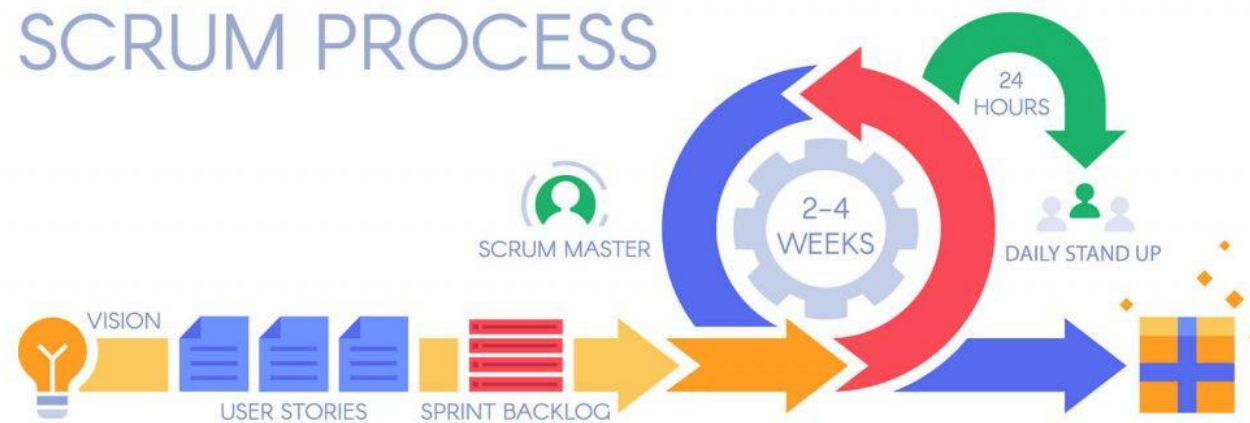 SCRUM PROCESS
24
HOURS
2-4
WEEKS
SCRUM MASTER
DAILY STAND UP
VISION
USER STORIES
SPRINT BACKLOG